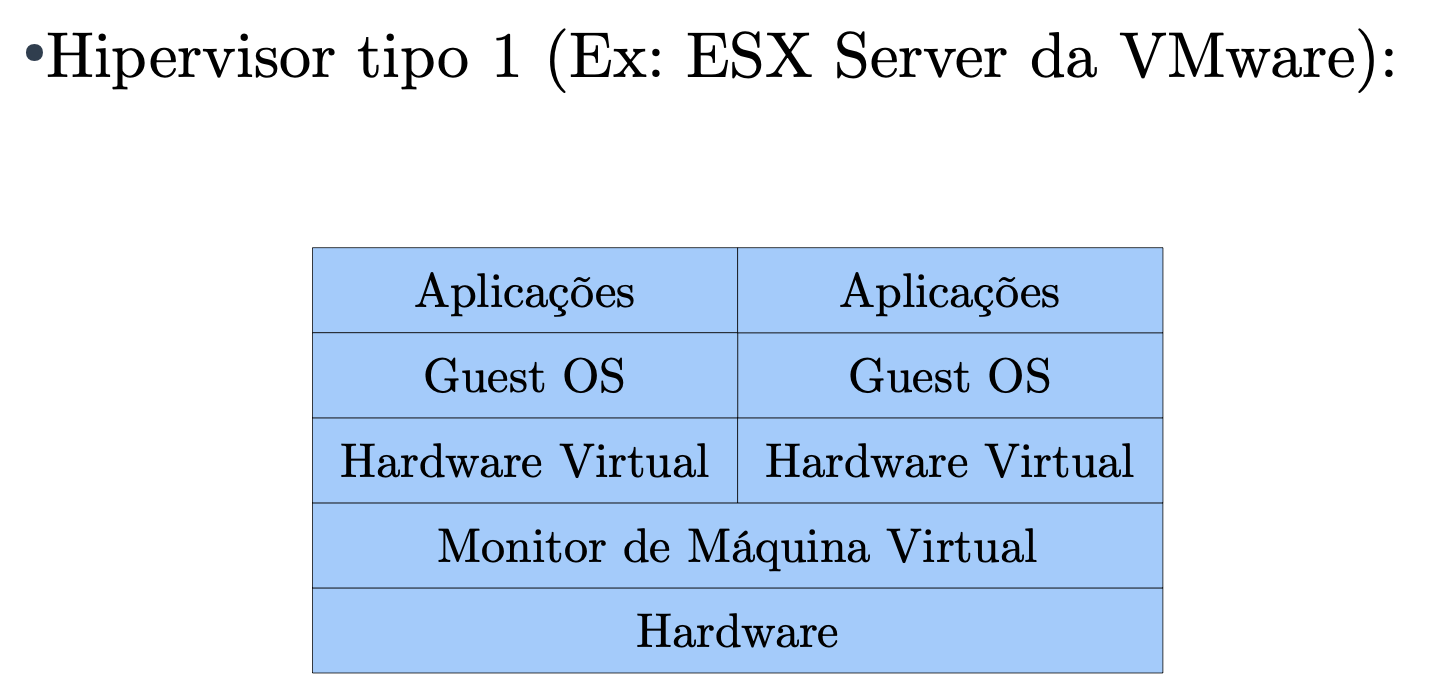 •Hipervisor tipo 1 (Ex: ESX Server da VMware):
Aplicações Aplicações
Guest OS Guest OS
Hardware Virtual Hardware Virtual
Monitor de Máquina Virtual
Hardware